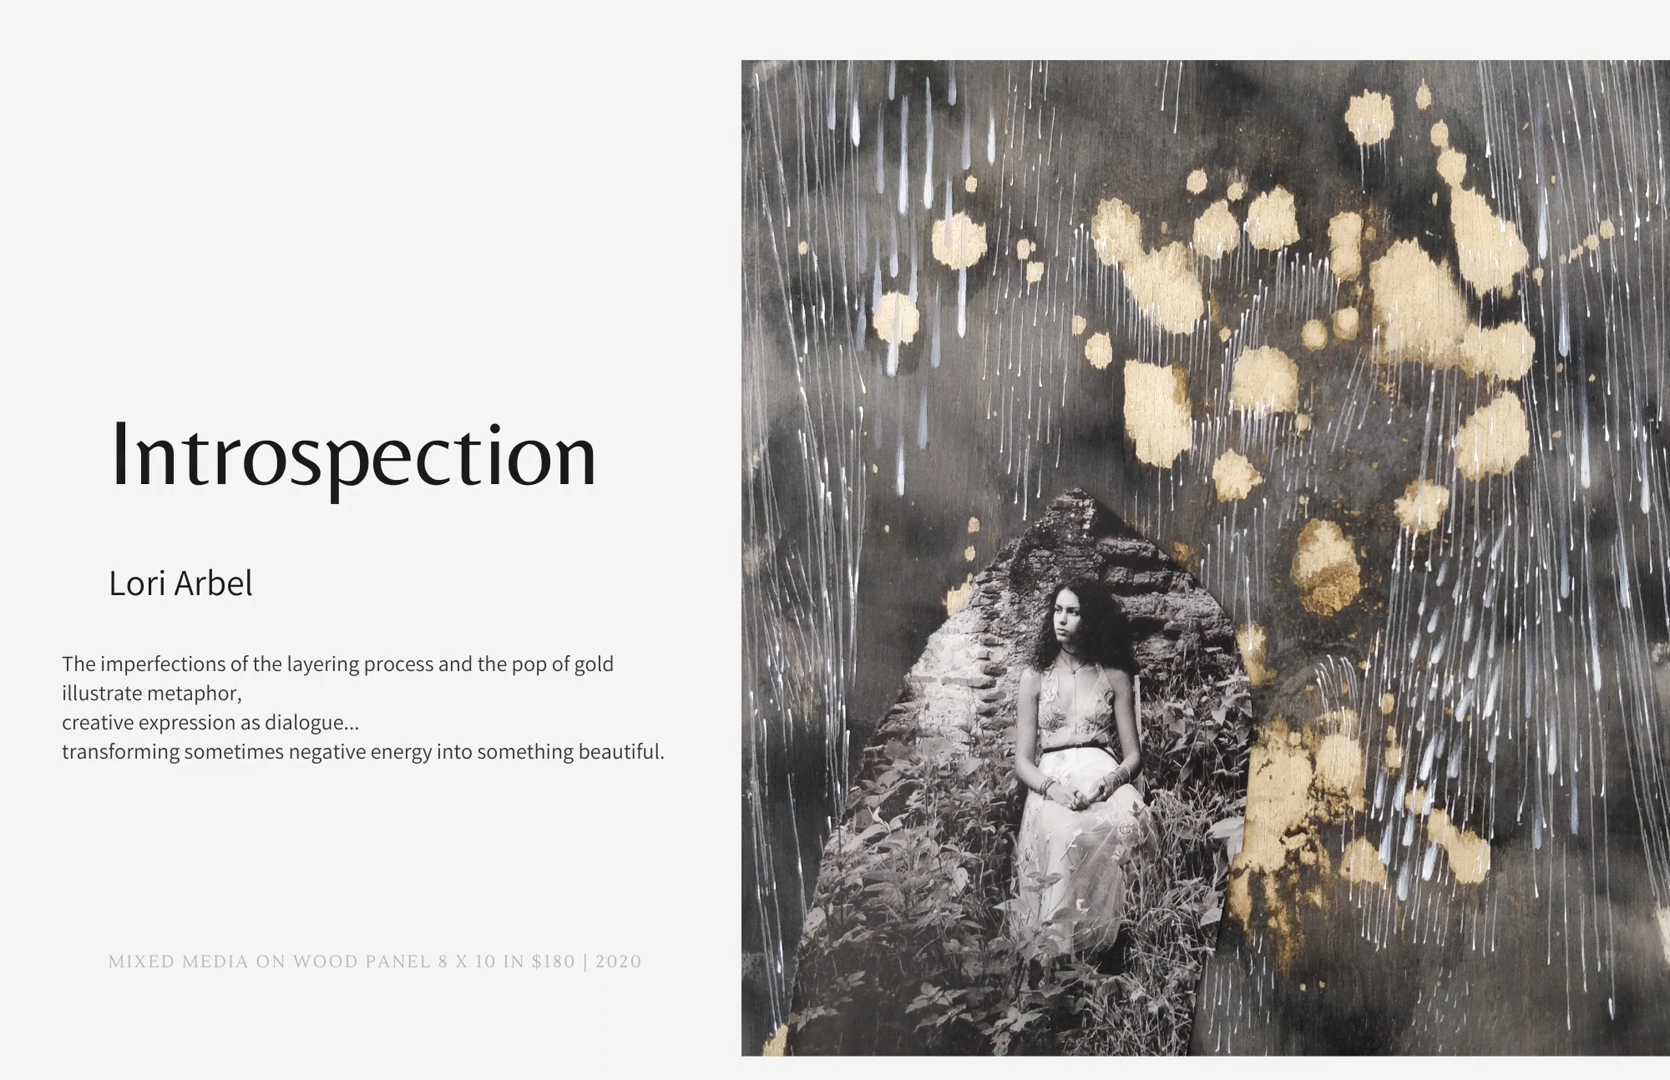 Introspection
Lori Arbel
The imperfections of the layering process and the pop of gold
illustrate metaphor,
creative expression as dialogue...
transforming sometimes negative energy into something beautiful.
MIXED MEDIA ON WOOD PANEL 8 X 10 IN $180 | 2020